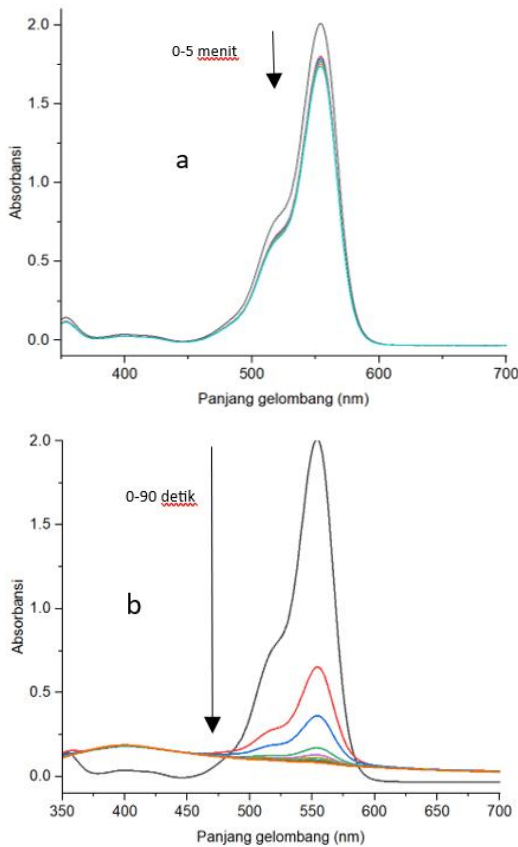 2.0
0-5 menit
1.5
a
1.0
0.5
0.0
Absorbansi
400 500 600 700
Panjang gelombang (nm)
2.0
0-90 detik
1.5
b
1.0
0.5
0.0
Absorbansi
350 400 450 500 550 600 650 700
Panjang gelombang (nm)